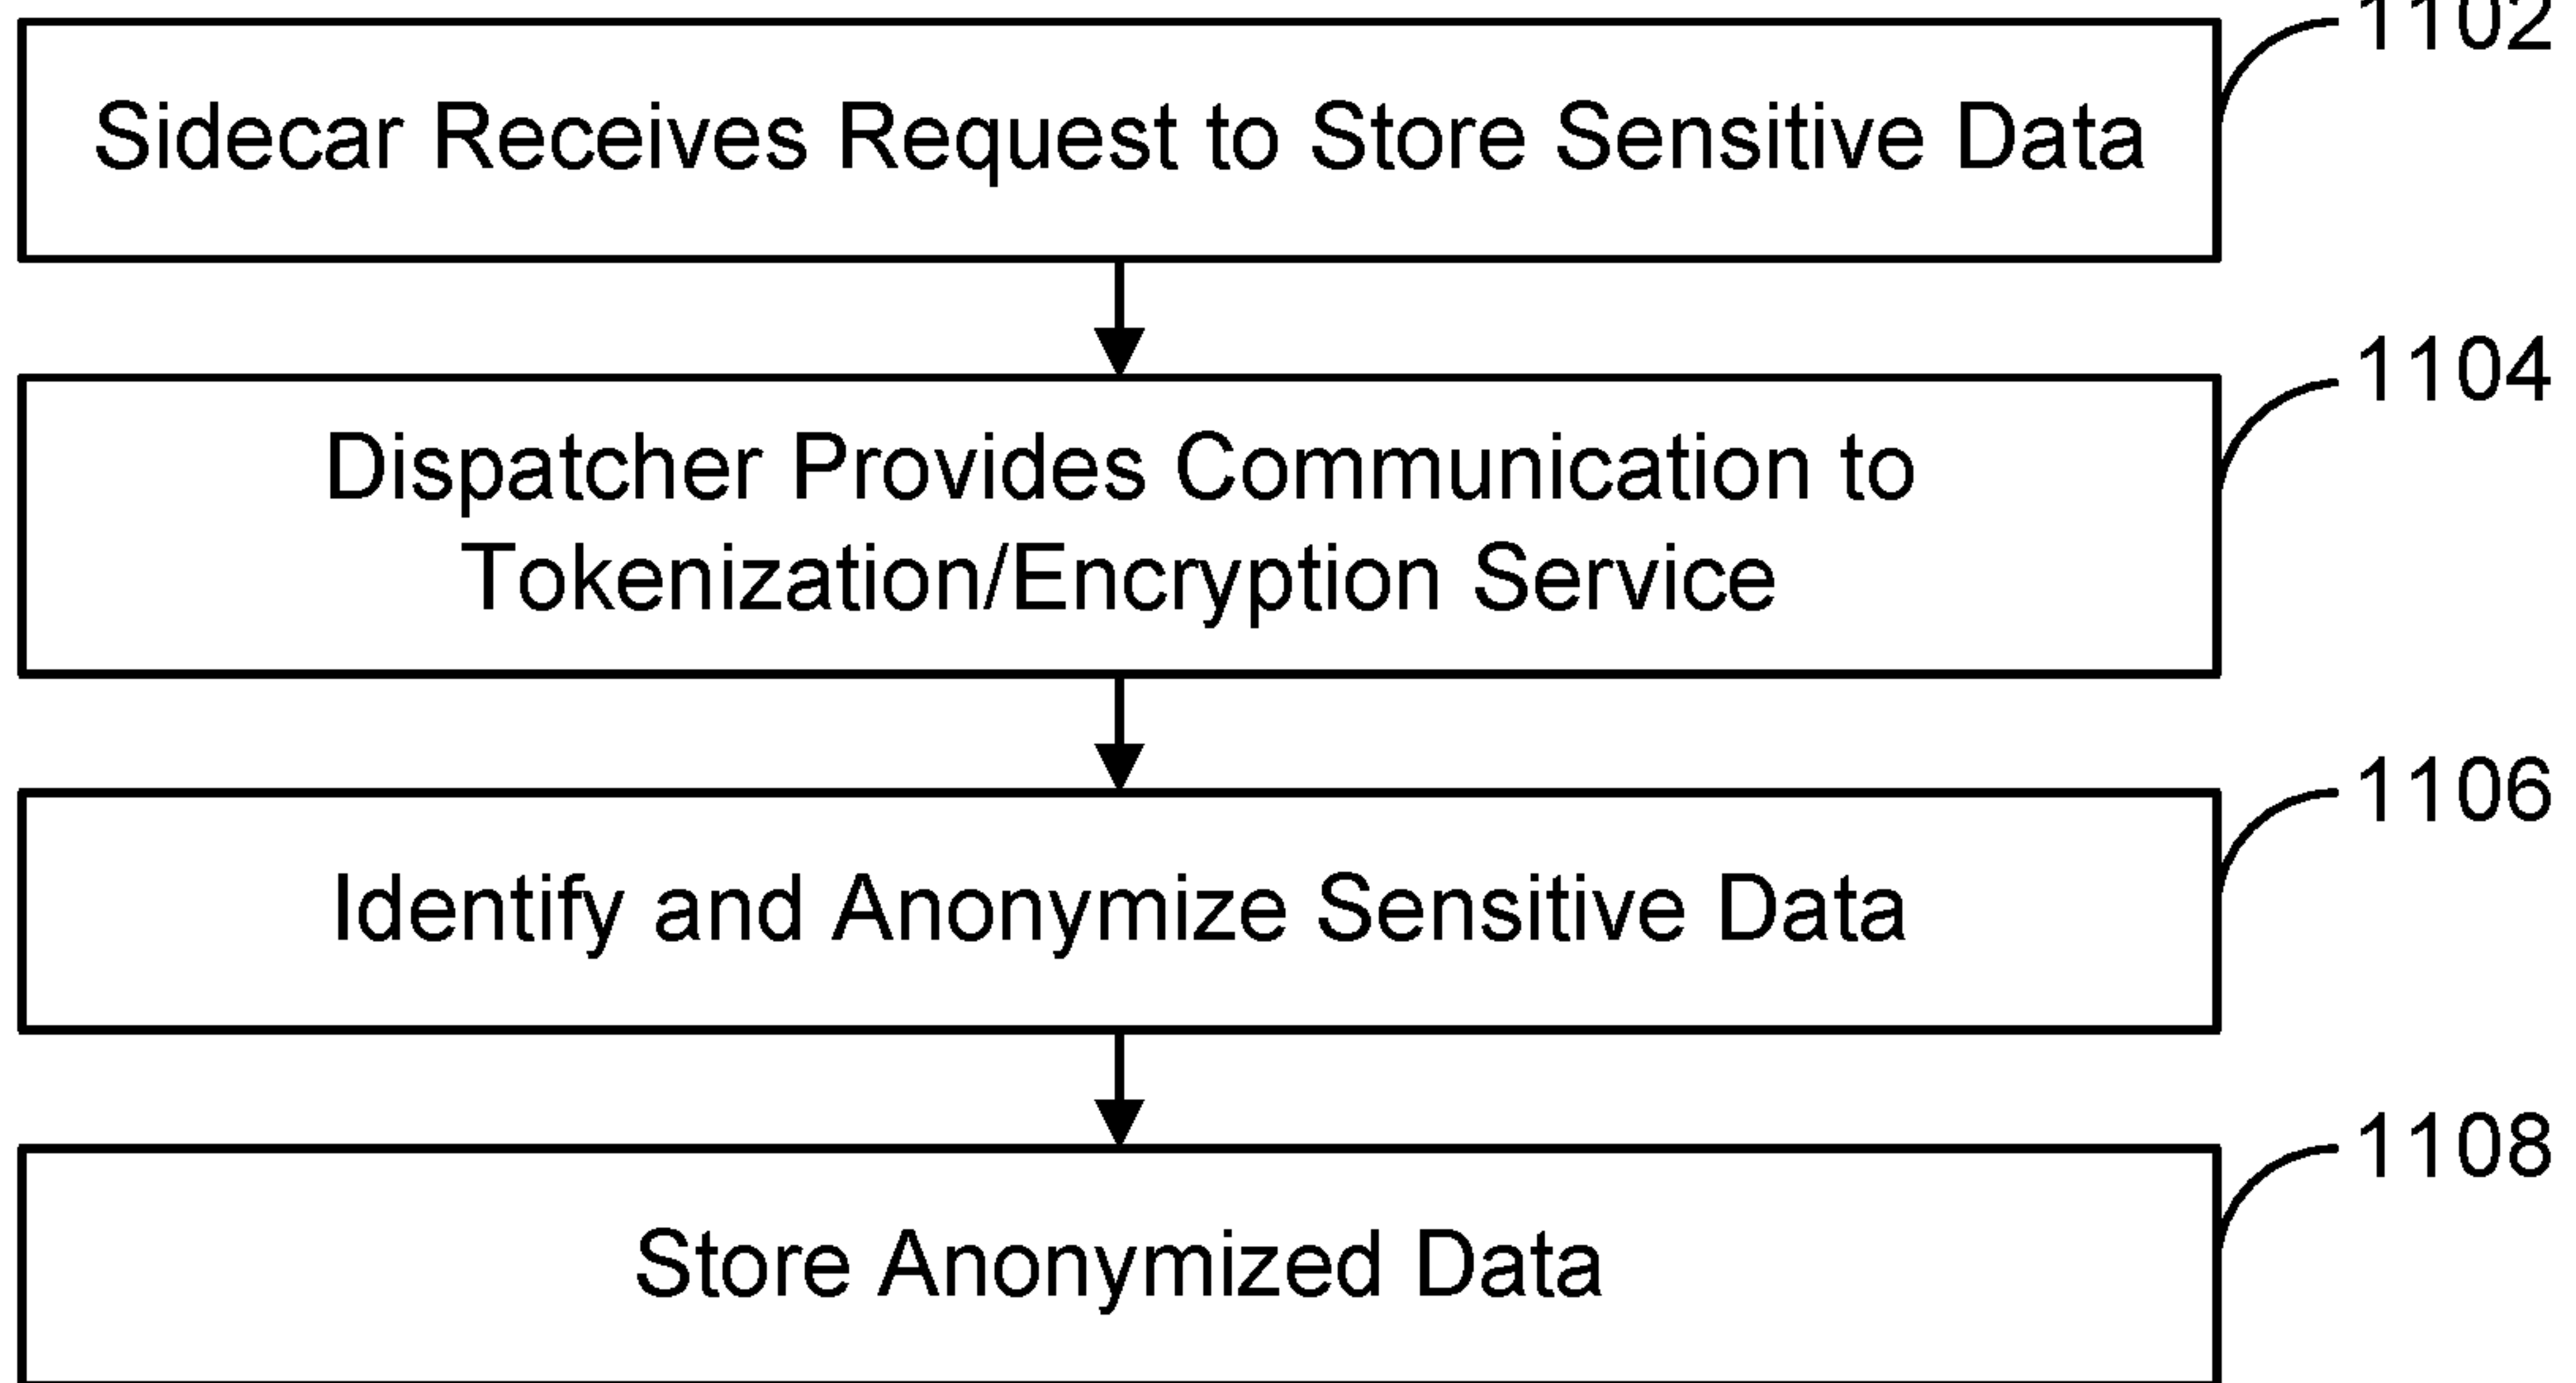 1102
Sidecar Receives Request to Store Sensitive Data
1104
Dispatcher Provides Communication to
Tokenization/Encryption Service
1106
Identify and Anonymize Sensitive Data
1108
Store Anonymized Data